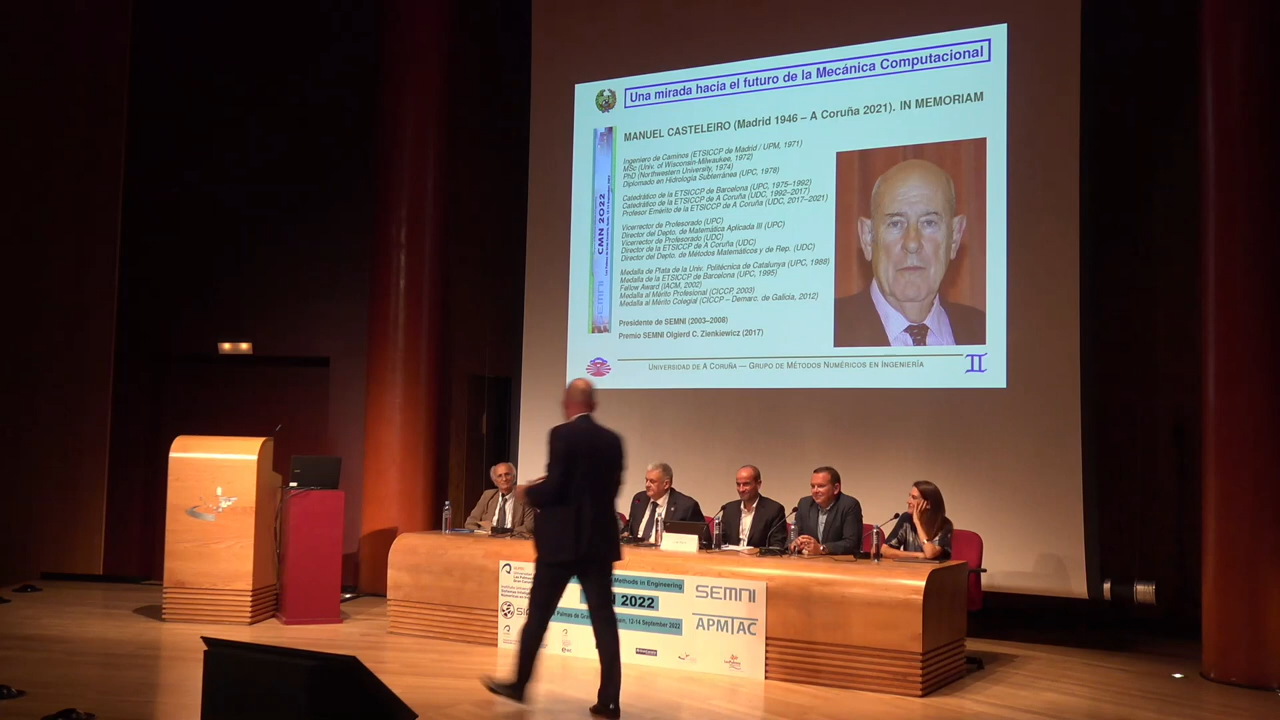 Una mirada hacia el futuro de la Mecánica Computacional
MANUEL CASTELEIRO (Madrid 1946 – A Coruña 2021). IN MEMORIAM
Ingeniero de Caminos (ETSICCP de Madrid / UPM, 1971)
MSc (Univ. of Wisconsin-Milwaukee, 1972)
PhD (Northwestern University, 1974)
Diplomado en Hidrología Subterránea (UPC, 1978)
Catedrático de la ETSICCP de Barcelona (UPC, 1975–1992)
Catedrático de la ETSICCP de A Coruña (UDC, 1992–2017)
Profesor Emérito de la ETSICCP de A Coruña (UDC, 2017–2021)
Vicerrector de Profesorado (UPC)
Director del Depto. de Matemática Aplicada III (UPC)
Vicerrector de Profesorado (UDC)
Director de la ETSICCP de A Coruña (UDC)
Director del Depto. de Métodos Matemáticos y de Rep. (UDC)
Medalla de Plata de la Univ. Politécnica de Catalunya (UPC, 1988)
Medalla de la ETSICCP de Barcelona (UPC, 1995)
Fellow Award (IACM, 2002)
Medalla al Mérito Profesional (CICCP, 2003)
Medalla al Mérito Colegial (CICCP – Demarc. de Galicia, 2012)
Presidente de SEMNI (2003–2008)
Premio SEMNI Olgierd C. Zienkiewicz (2017)
UNIVERSIDAD DE A CORUÑA — GRUPO DE MÉTODOS NUMÉRICOS EN INGENIERÍA
SEMNI CMN 2022
Methods in Engineering
2022
12-14 September 2022
SEMNI
APMTAC